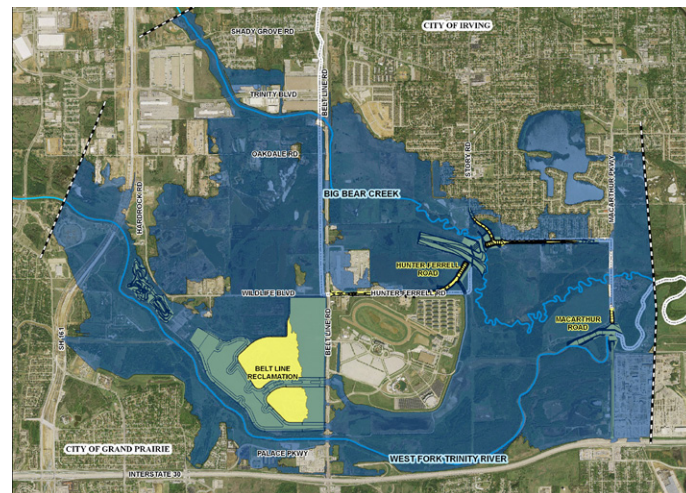 CITY OF IRVING
SHADY GROVE RD
BELT LINE RD
TRINITY BLVD
OAKDALE RD
STORY RD
MACARTHUR PKWY
BIG BEAR CREEK
HARDROCK RD
HUNTER FERRELL
ROAD
WILDLIFE BLVD
HUNTER FERRELL RD
BELT LINE RD
MACARTHUR
ROAD
SH 161
BELT LINE
RECLAMATION
CITY OF GRAND PRAIRIE
PALACE PKWY
WEST FORK TRINITY RIVER
INTERSTATE 30